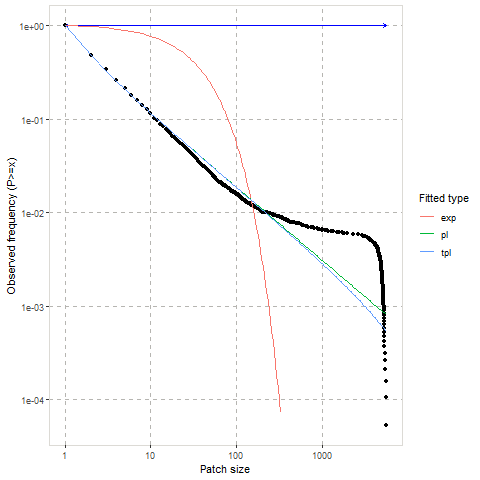 1e+00
1e-01
1e-02
1e-03
1e-04
Observed frequency (P>=x)
1
10
100
1000
Patch size
Fitted type
exp
pl
tpl